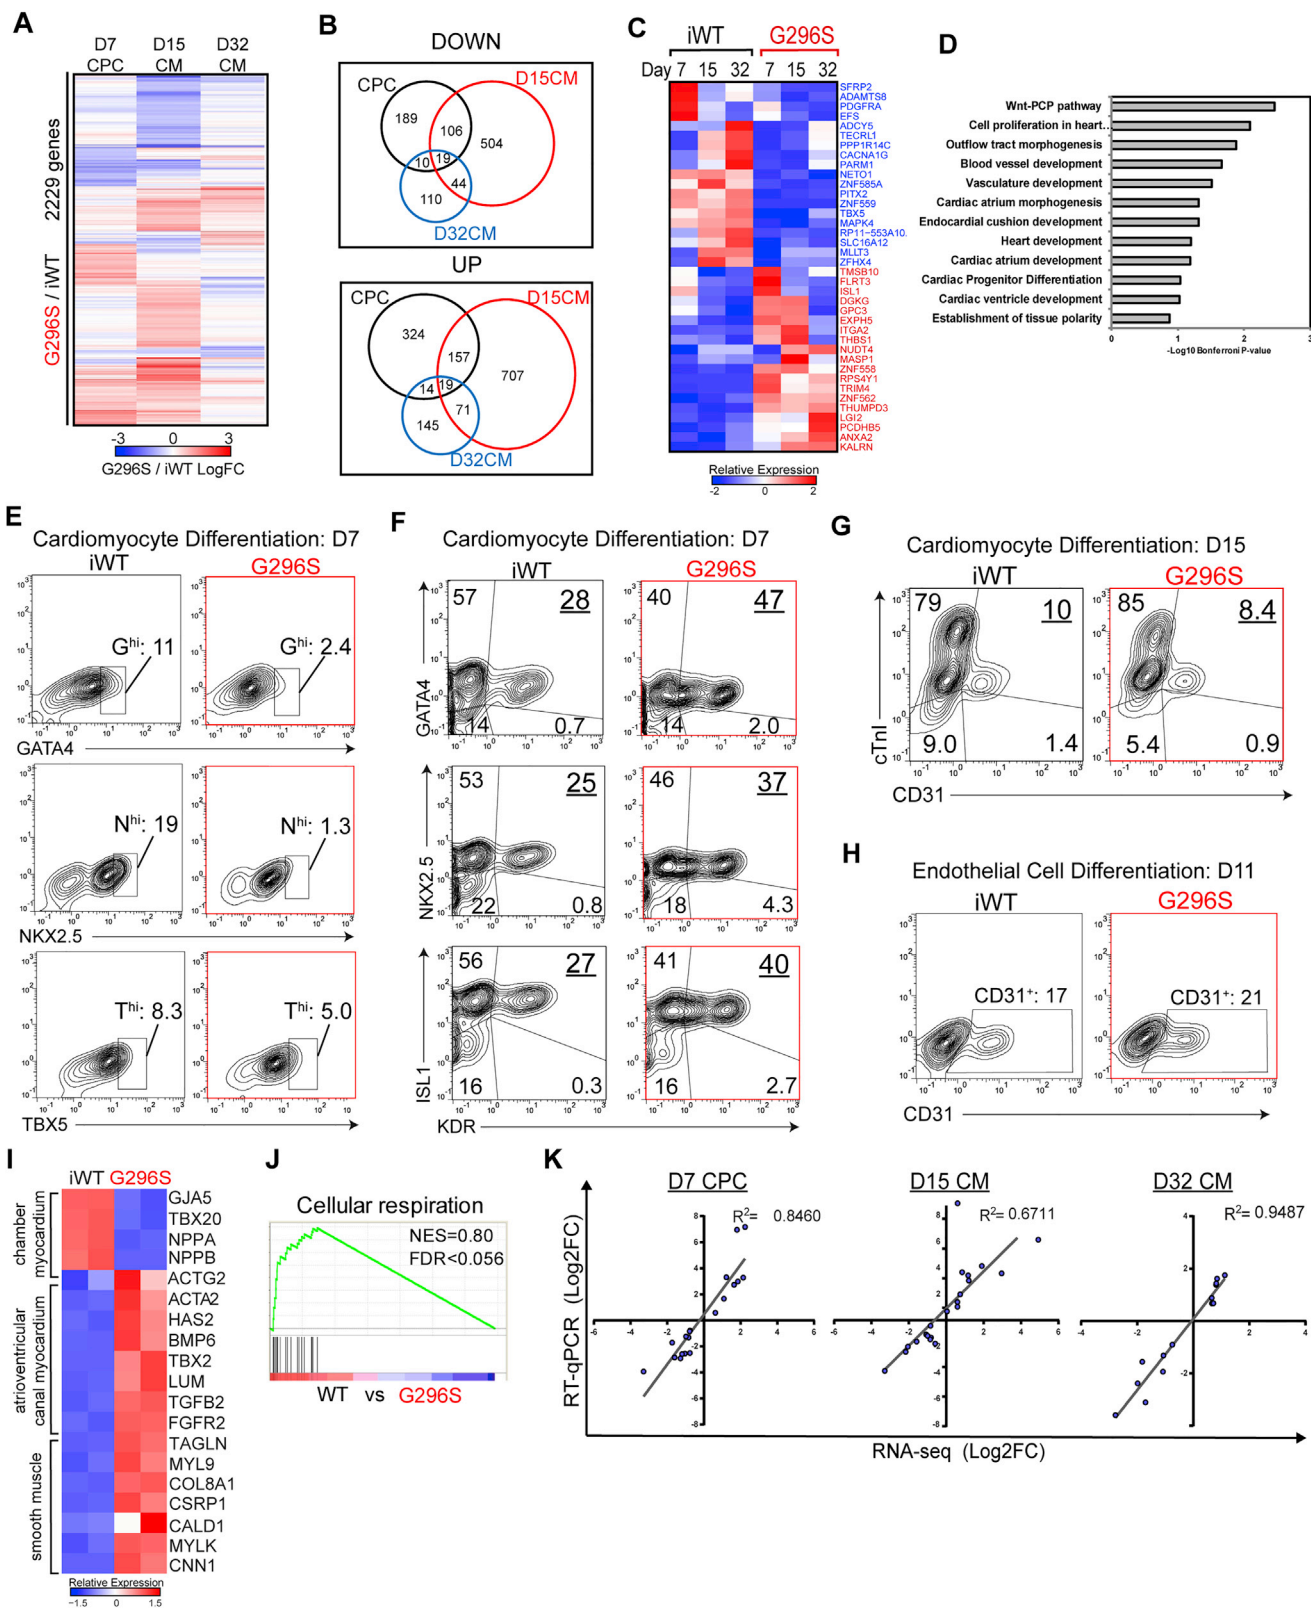 A
D7 D15 D32
CPC CM CM
2229 genes
G296S / iWT
-3 0 3
G296S / iWT LogFC
B
DOWN
CPC
D15CM
189
106
504
10
19
44
110
D32CM
UP
CPC
D15CM
324
157
707
14
19
71
145
D32CM
C
iWT G296S
Day 7 15 32 7 15 32
SFRP2
ADAMTS8
PDGFRA
EFS
ADCY5
TECRL1
PPP1R14C
CACNA1G
PARM1
NETO1
ZNF585A
PITX2
ZNF559
TBX5
MAPK4
RP11-553A10.
SLC16A12
MLLT3
ZFHX4
TMSB10
FLRT3
ISL1
DGKG
GPC3
EXPH5
ITGA2
THBS1
NUDT4
MASP1
ZNF558
RPS4Y1
TRIM4
ZNF562
THUMPD3
LGI2
PCDHB5
ANXA2
KALRN
Relative Expression
-2 0 2
D
Wnt-PCP pathway
Cell proliferation in heart..
Outflow tract morphogenesis
Blood vessel development
Vasculature development
Cardiac atrium morphogenesis
Endocardial cushion development
Heart development
Cardiac atrium development
Cardiac Progenitor Differentiation
Cardiac ventricle development
Establishment of tissue polarity
0 1 2 3
-Log10 Bonferroni P-value
E
Cardiomyocyte Differentiation: D7
iWT G296S
Ghi: 11
Ghi: 2.4
GATA4
Nhi: 19
Nhi: 1.3
NKX2.5
Thi: 8.3
Thi: 5.0
TBX5
F
Cardiomyocyte Differentiation: D7
iWT G296S
57 28
14 0.7
40 47
14 2.0
GATA4
53 25
22 0.8
46 37
18 4.3
NKX2.5
56 27
16 0.3
41 40
16 2.7
ISL1
KDR
G
Cardiomyocyte Differentiation: D15
iWT G296S
79 10
9.0 1.4
85 8.4
5.4 0.9
cTnI
CD31
H
Endothelial Cell Differentiation: D11
iWT G296S
CD31+: 17
CD31+: 21
CD31
I
iWT G296S
chamber
myocardium
atrioventricular
canal myocardium
smooth muscle
GJA5
TBX20
NPPA
NPPB
ACTG2
ACTA2
HAS2
BMP6
TBX2
LUM
TGFB2
FGFR2
TAGLN
MYL9
COL8A1
CSRP1
CALD1
MYLK
CNN1
Relative Expression
-1.5 0 1.5
J
Cellular respiration
NES=0.80
FDR<0.056
WT vs G296S
K
D7 CPC D15 CM D32 CM
R2= 0.8460
R2= 0.6711
R2= 0.9487
RT-qPCR (Log2FC)
RNA-seq (Log2FC)